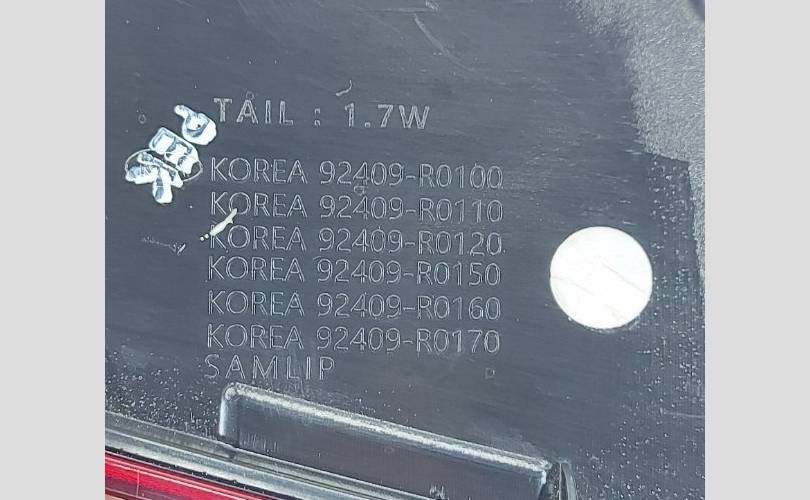 TAIL : 1.7W
KOREA 92409-R0100
KOREA 92409-R0110
KOREA 92409-R0120
KOREA 92409-R0150
KOREA 92409-R0160
KOREA 92409-R0170
SAMLIP